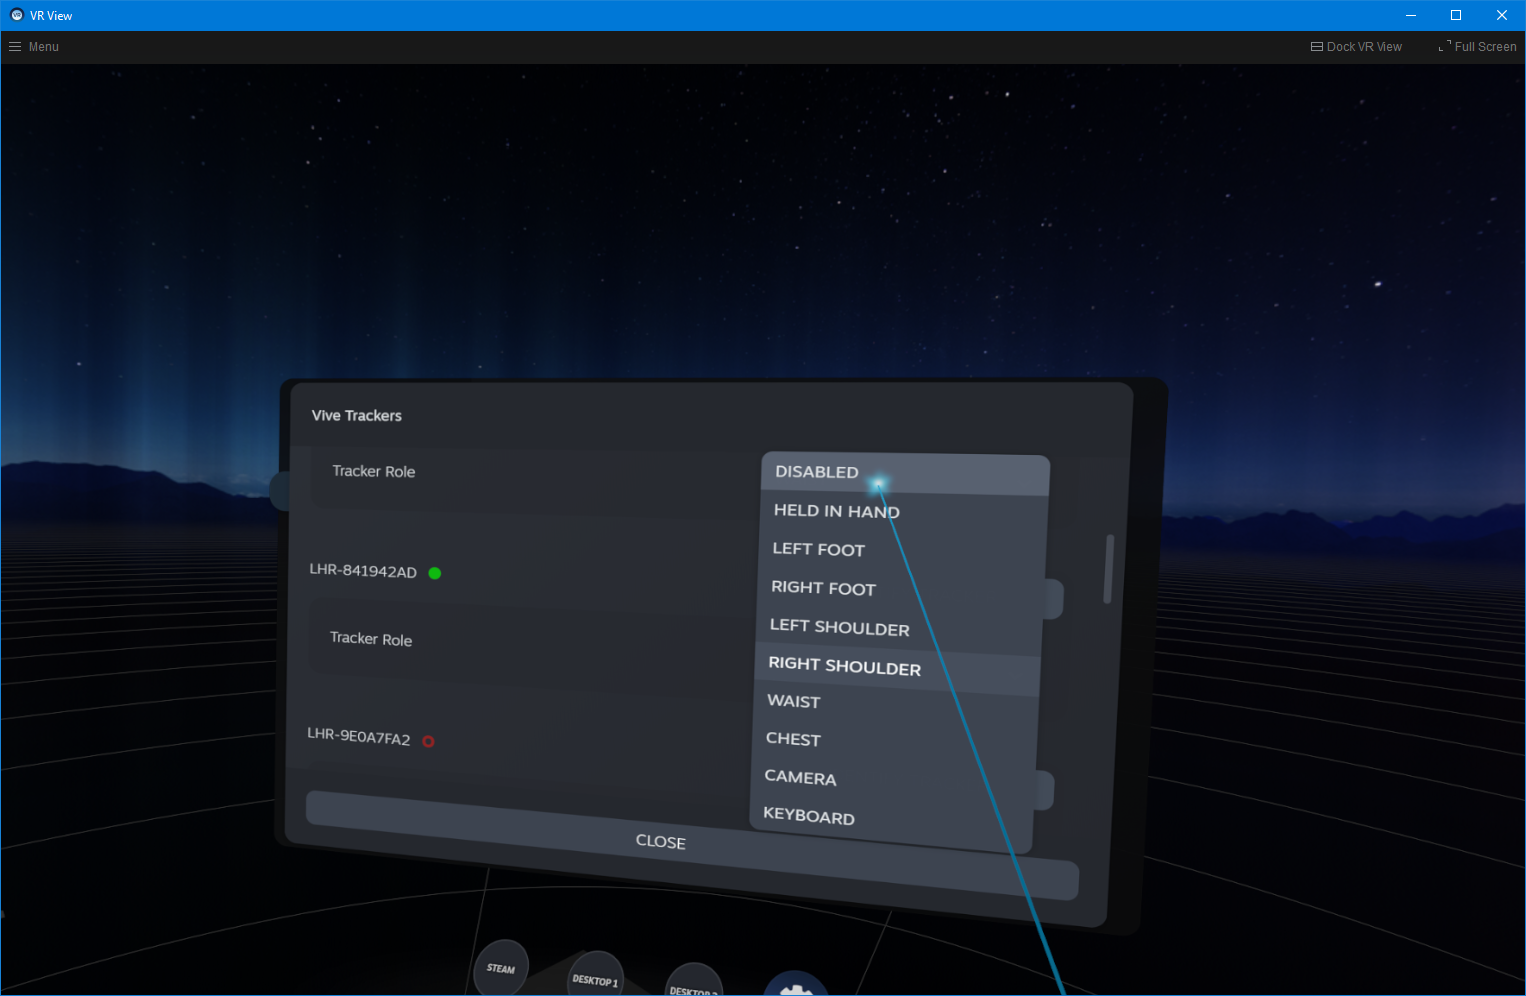 VR View
Menu
Dock VR View
Full Screen
Vive Trackers
Tracker Role
DISABLED
HELD IN HAND
LEFT FOOT
LHR-841942AD
RIGHT FOOT
LEFT SHOULDER
Tracker Role
RIGHT SHOULDER
WAIST
LHR-9E0A7FA2
CHEST
CAMERA
KEYBOARD
CLOSE
STEAM
DESKTOP 1
DESKTOP 2